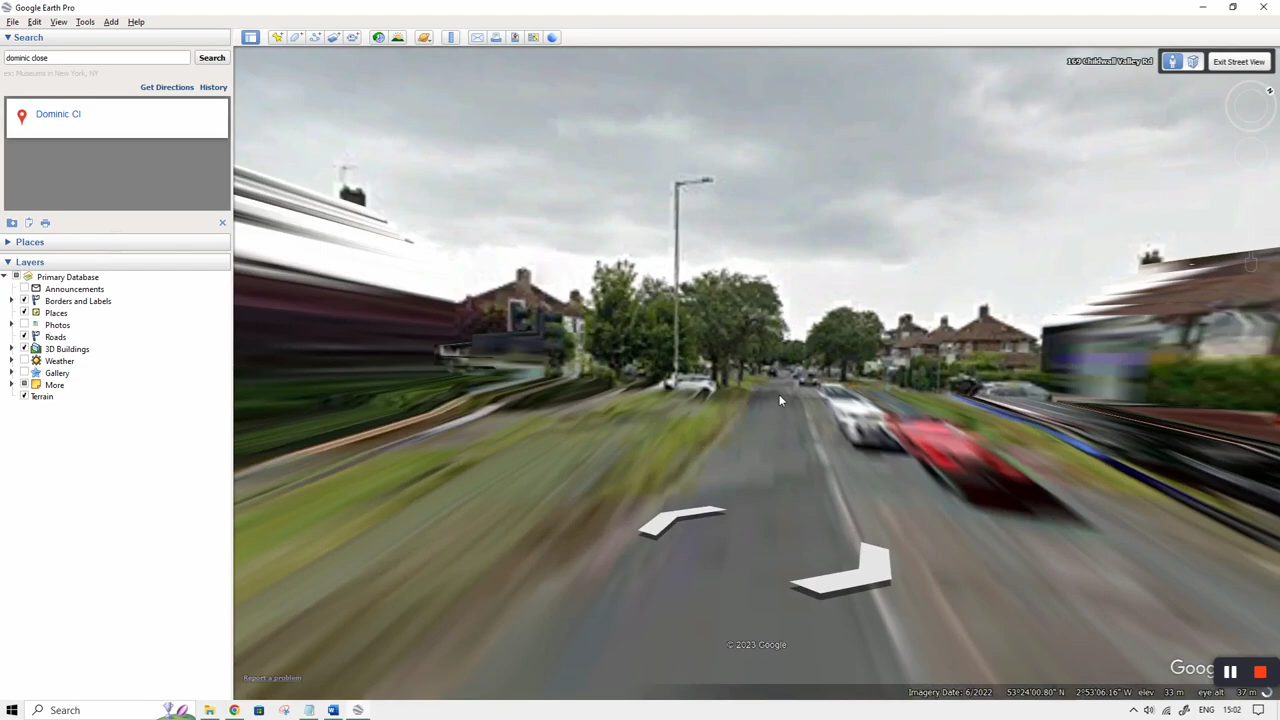 Google Earth Pro
File Edit View Tools Add Help
Search
dominic close
Search
ex: Museums in New York, NY
Get Directions History
Dominic Cl
Places
Layers
Primary Database
Announcements
Borders and Labels
Places
Photos
Roads
3D Buildings
Weather
Gallery
More
Terrain
169 Childwall Valley Rd
Exit Street View
© 2023 Google
Goog
Report a problem
Imagery Date: 6/2022 53°24'00.80" N 2°53'06.16" W elev 33 m eye alt 37 m
Search
ENG 15:02